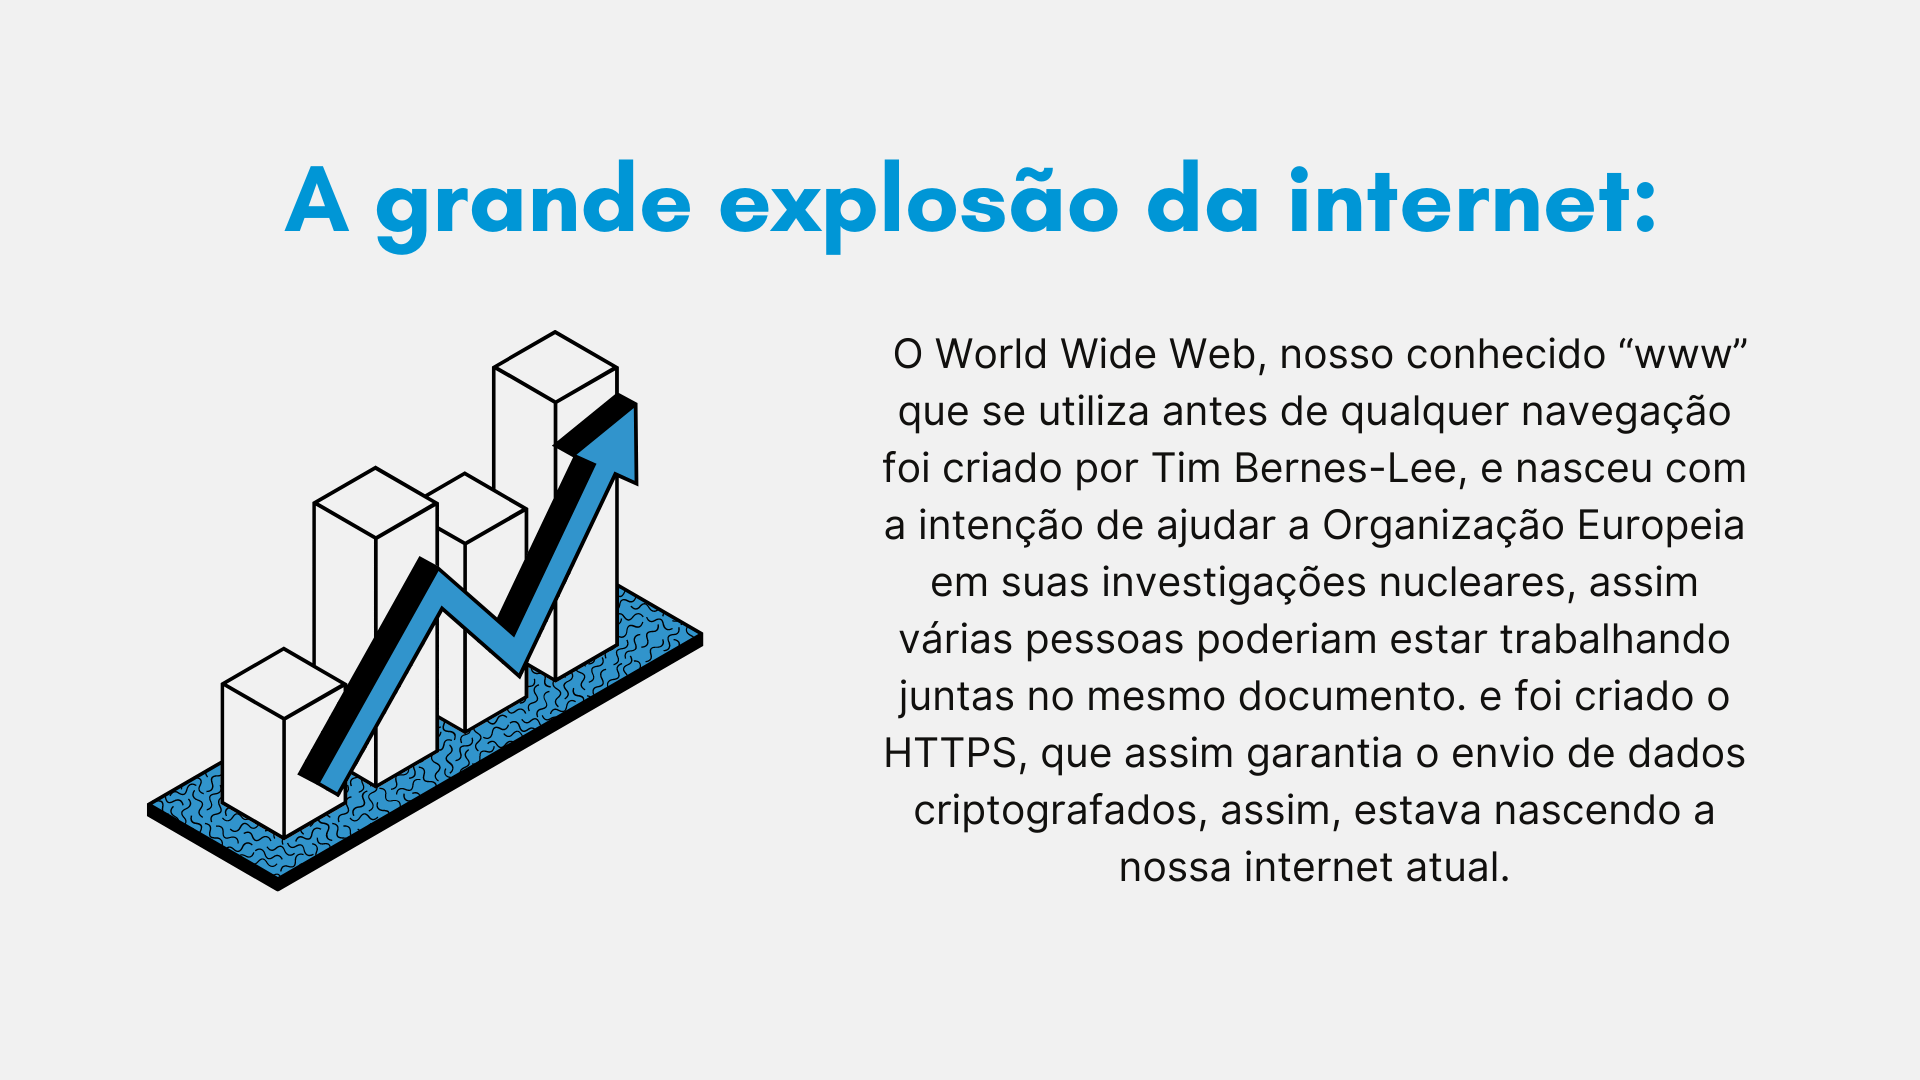 A grande explosão da internet:
O World Wide Web, nosso conhecido “www”
que se utiliza antes de qualquer navegação
foi criado por Tim Bernes-Lee, e nasceu com
a intenção de ajudar a Organização Europeia
em suas investigações nucleares, assim
várias pessoas poderiam estar trabalhando
juntas no mesmo documento. e foi criado o
HTTPS, que assim garantia o envio de dados
criptografados, assim, estava nascendo a
nossa internet atual.